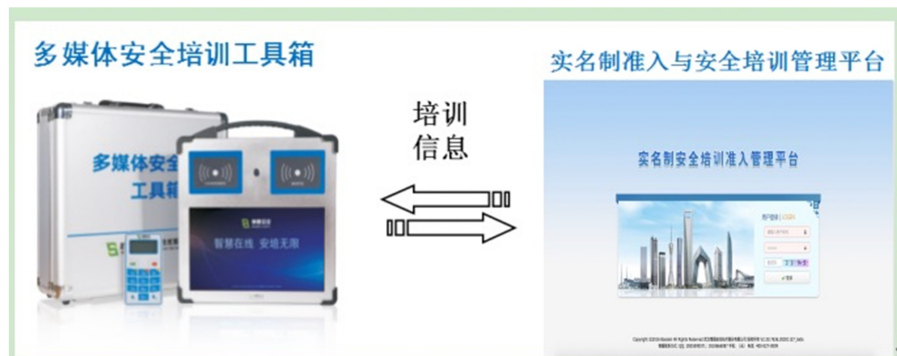 多媒体安全培训工具箱
实名制准入与安全培训管理平台
培训
信息
多媒体安全
工具箱
智慧在线 安培无限
实名制安全培训准入管理平台